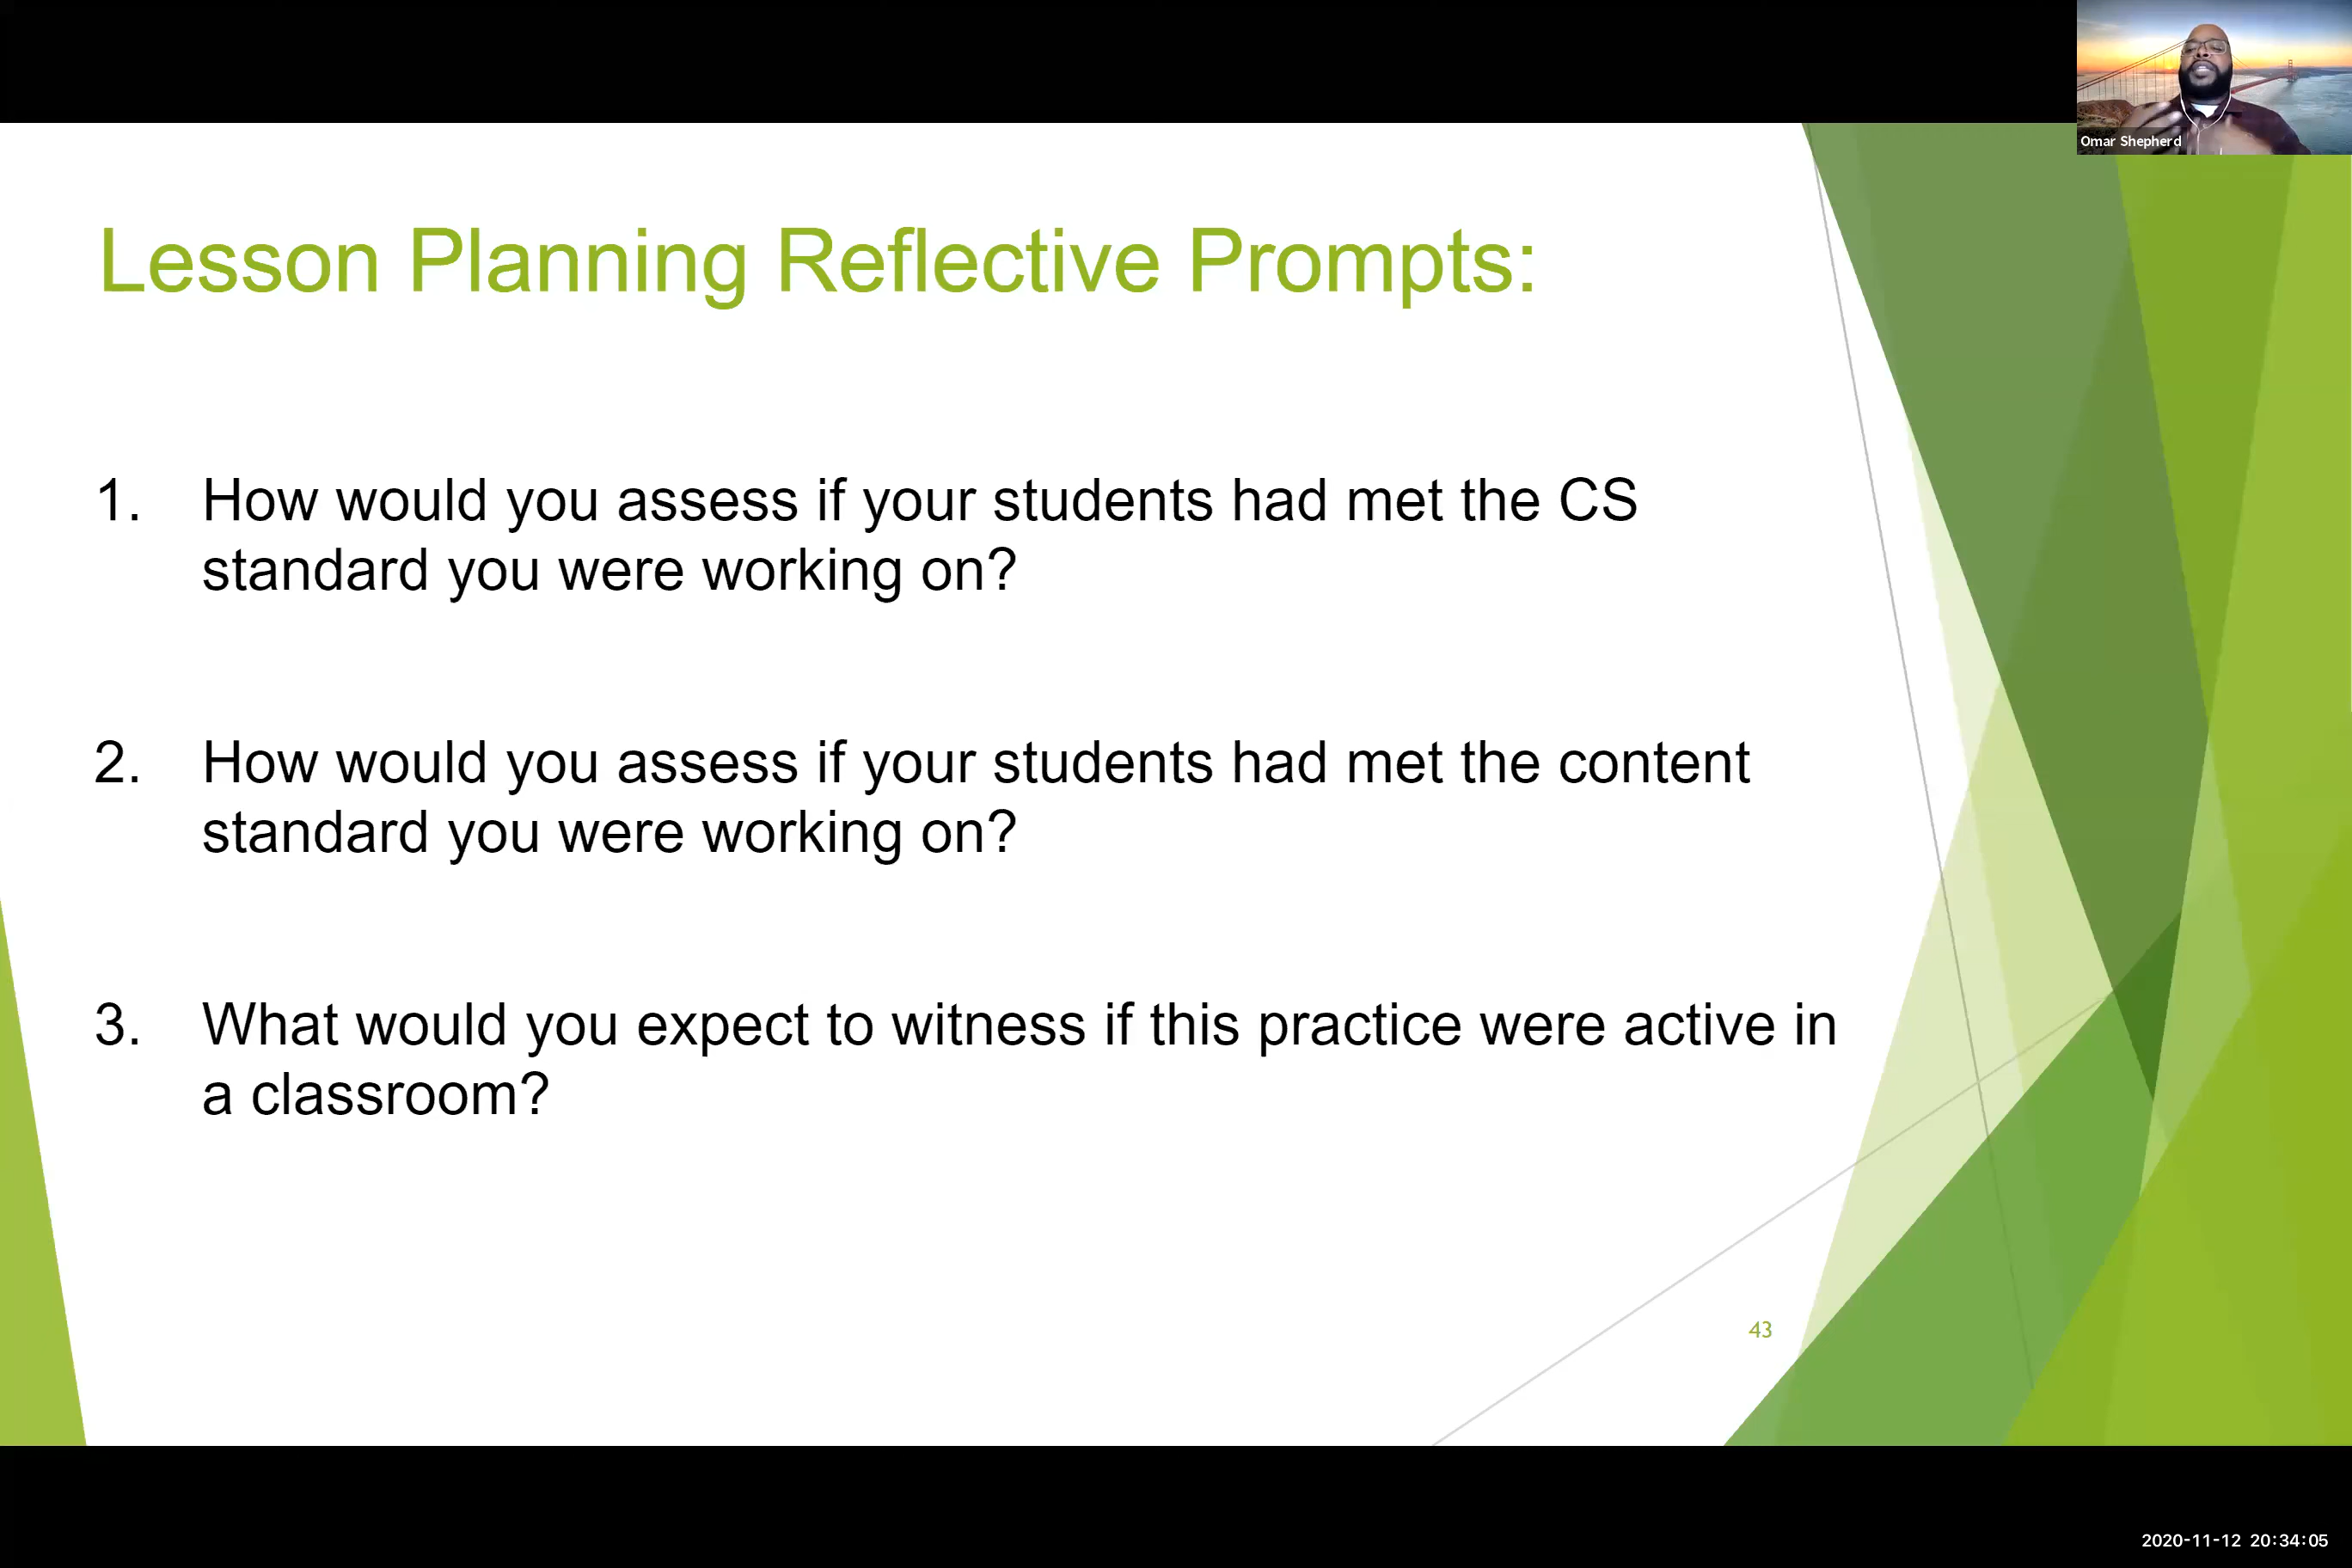 Omar Shepherd
Lesson Planning Reflective Prompts:
1. How would you assess if your students had met the CS
standard you were working on?
2. How would you assess if your students had met the content
standard you were working on?
3. What would you expect to witness if this practice were active in
a classroom?
43
2020-11-12 20:34:05